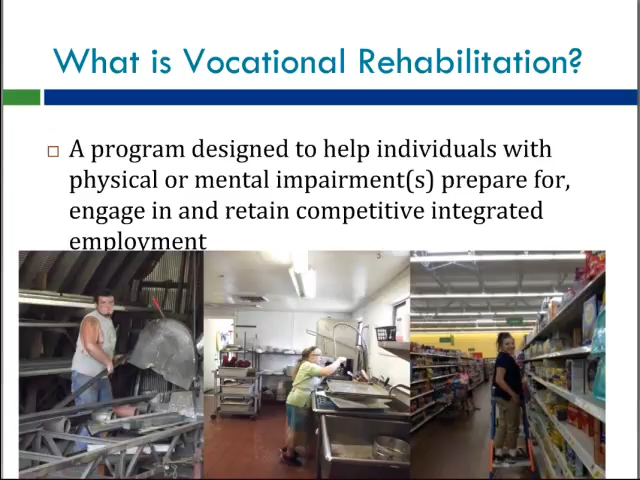 What is Vocational Rehabilitation?
A program designed to help individuals with
physical or mental impairment(s) prepare for,
engage in and retain competitive integrated
employment